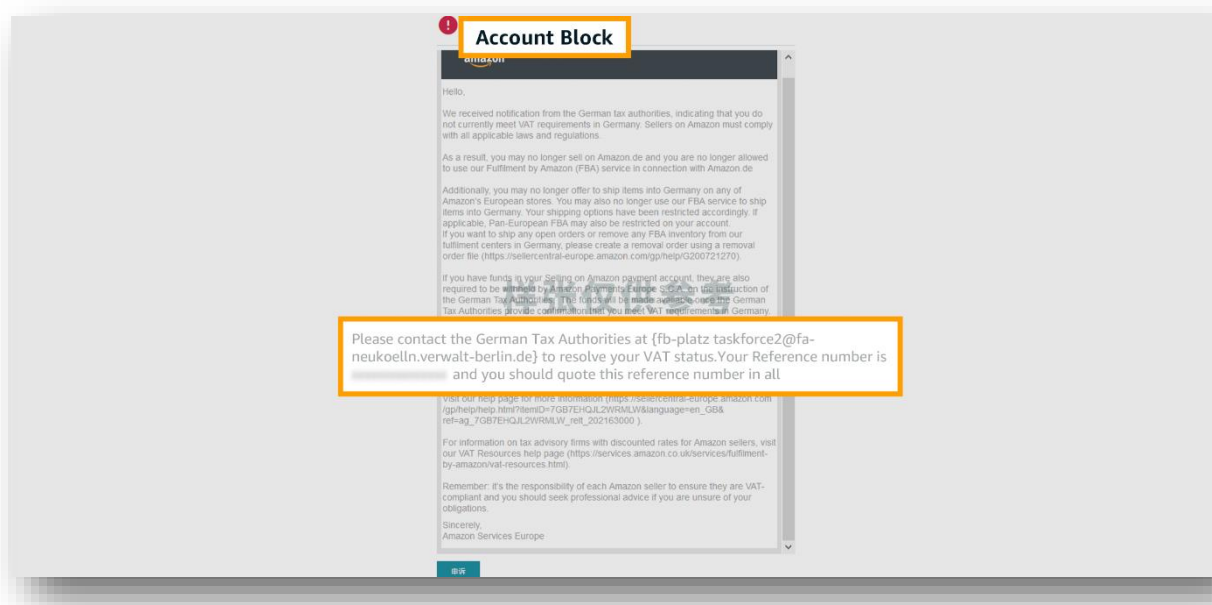 Account Block
amazon
Hello,
We received notification from the German tax authorities, indicating that you do
not currently meet VAT requirements in Germany. Sellers on Amazon must comply
with all applicable laws and regulations.
As a result, you may no longer sell on Amazon.de and you are no longer allowed
to use our Fulfilment by Amazon (FBA) service in connection with Amazon.de
Additionally, you may no longer offer to ship items into Germany on any of
Amazon's European stores. You may also no longer use our FBA service to ship
items into Germany. Your shipping options have been restricted accordingly. If
applicable, Pan-European FBA may also be restricted on your account.
If you want to ship any open orders or remove any FBA inventory from our
fulfilment centers in Germany, please create a removal order using a removal
order file (https://sellercentral-europe.amazon.com/gp/help/G200721270).
If you have funds in your Selling on Amazon payment account, they are also
required to be withheld by Amazon Payments Europe S.C.A. on the instruction of
the German Tax Authorities. The funds will be made available once the German
Tax Authorities provide confirmation that you meet VAT requirements in Germany.
样张仅供参考
Please contact the German Tax Authorities at {fb-platz taskforce2@fa-
neukoelln.verwalt-berlin.de} to resolve your VAT status.Your Reference number is
and you should quote this reference number in all
Visit our help page for more information (https://sellercentral-europe.amazon.com
/gp/help/help.html?itemID=7GB7EHQJL2WRMLW&language=en_GB&
ref=ag_7GB7EHQJL2WRMLW_relt_202163000 ).
For information on tax advisory firms with discounted rates for Amazon sellers, visit
our VAT Resources help page (https://services.amazon.co.uk/services/fulfilment-
by-amazon/vat-resources.html).
Remember: it's the responsibility of each Amazon seller to ensure they are VAT-
compliant and you should seek professional advice if you are unsure of your
obligations.
Sincerely,
Amazon Services Europe
申诉